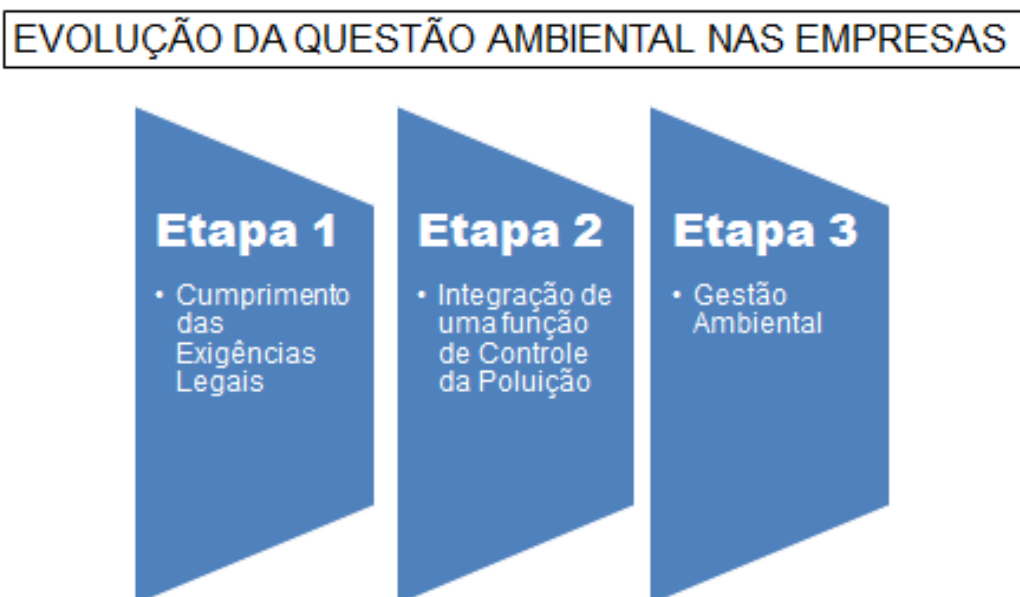 EVOLUÇÃO DA QUESTÃO AMBIENTAL NAS EMPRESAS
Etapa 1
• Cumprimento
das
Exigências
Legais
Etapa 2
• Integração de
uma função
de Controle
da Poluição
Etapa 3
• Gestão
Ambiental